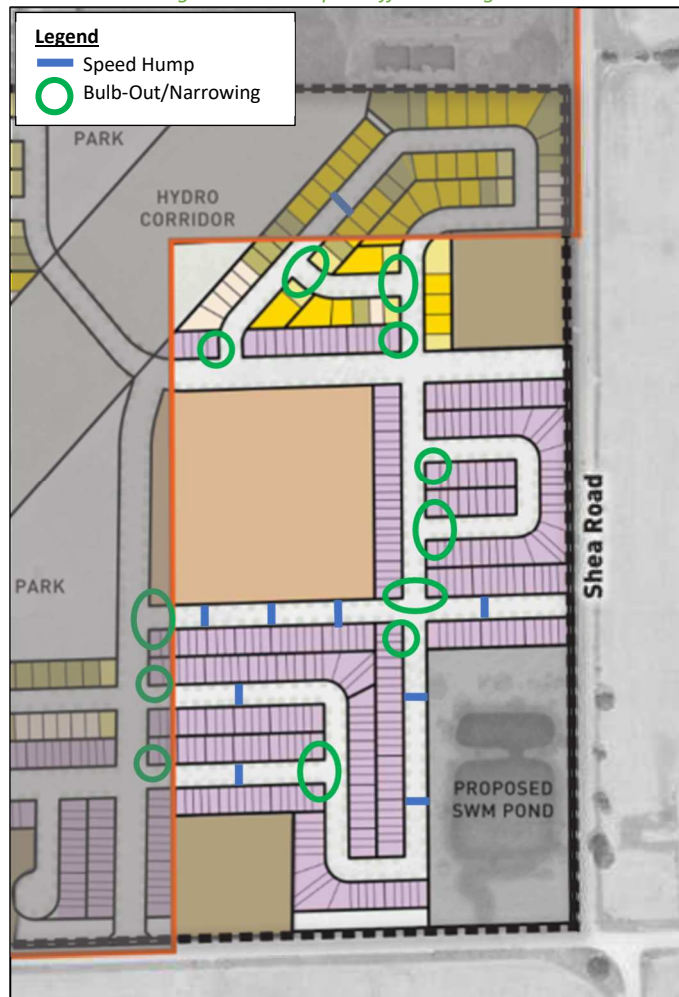 Legend
Speed Hump
Bulb-Out/Narrowing
PARK
HYDRO
CORRIDOR
Shea Road
PARK
PROPOSED
SWM POND